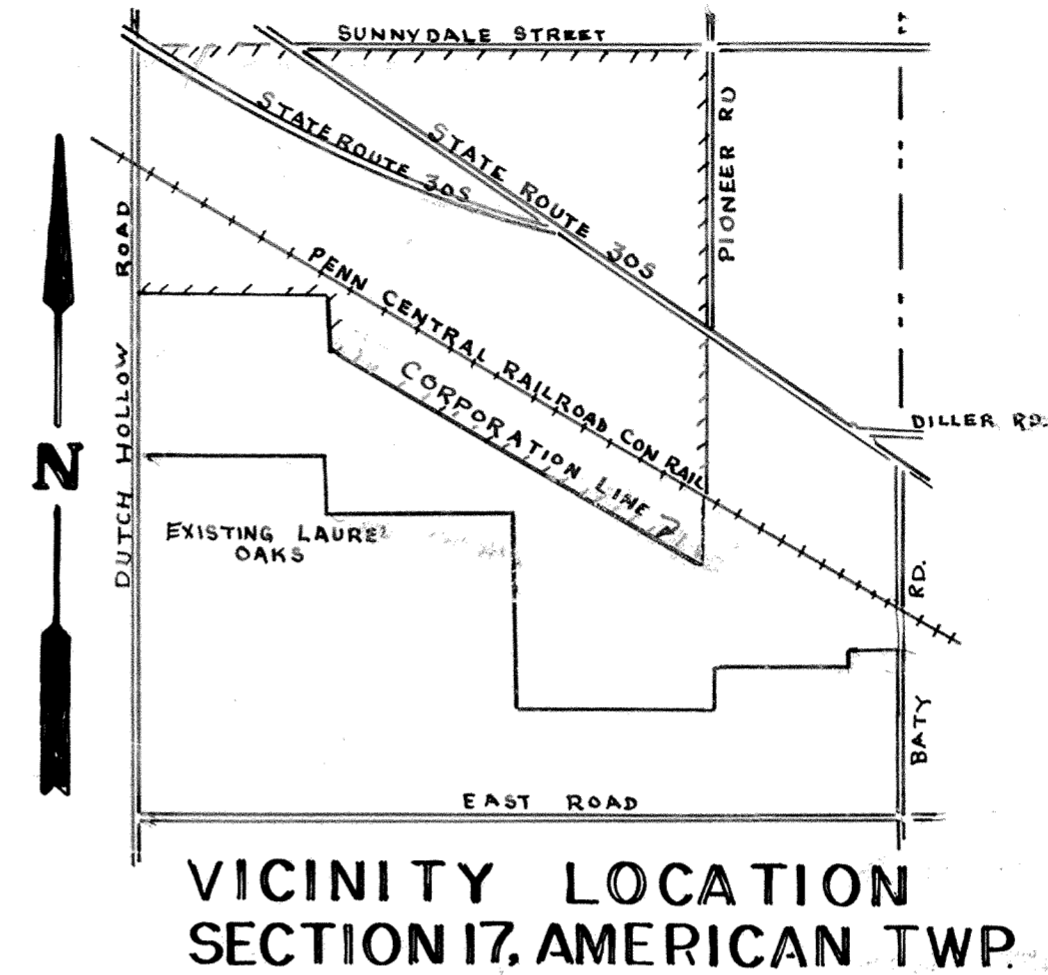 SUNNYDALE STREET
STATE ROUTE 30S
STATE ROUTE 30S
PIONEER RD
DUTCH HOLLOW ROAD
PENN CENTRAL RAILROAD CON RAIL
CORPORATION LINE
DILLER RD.
N
EXISTING LAUREL
OAKS
BATY RD.
EAST ROAD
VICINITY LOCATION
SECTION 17, AMERICAN TWP.